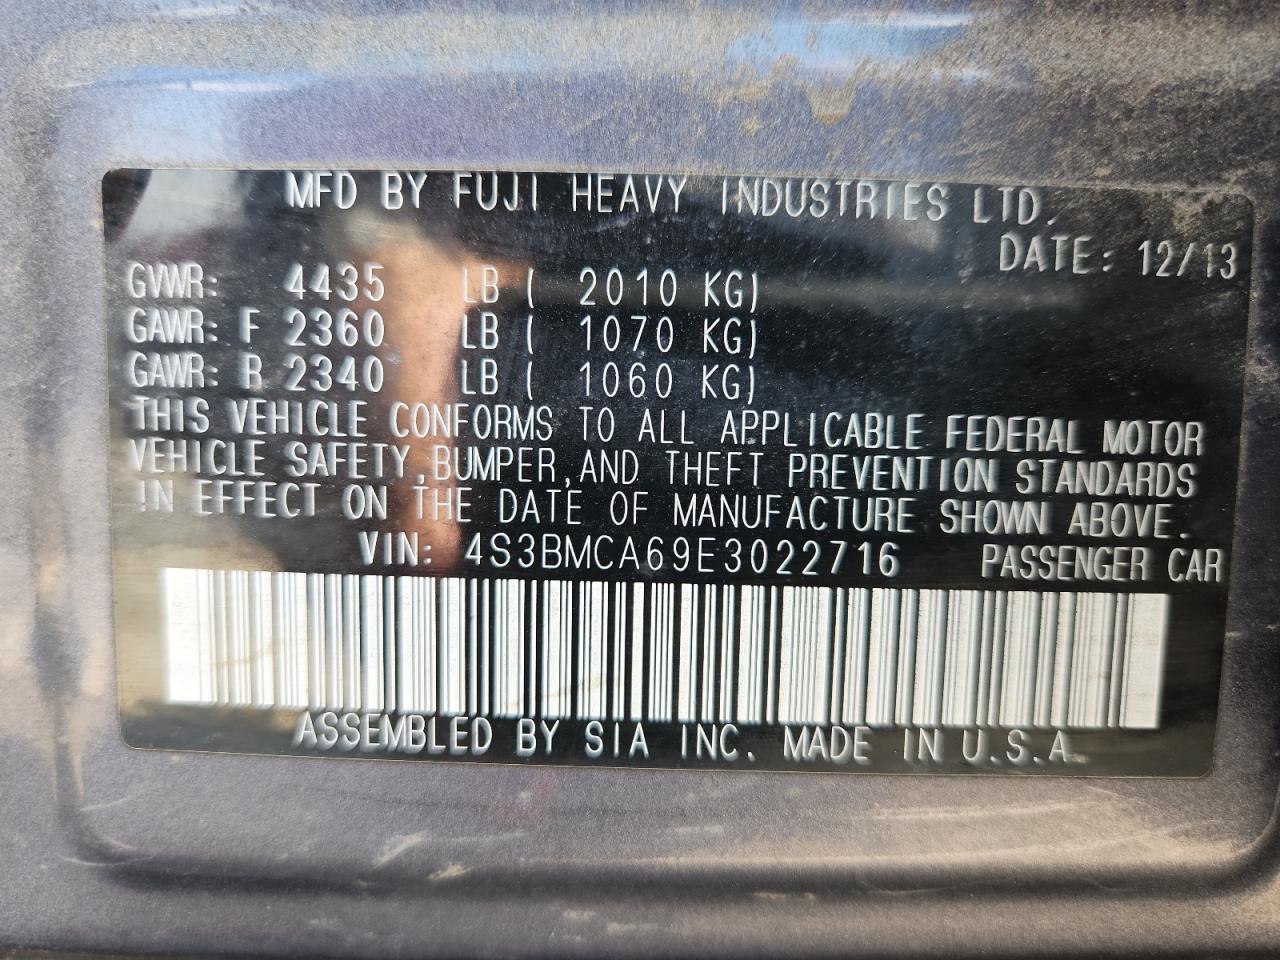 MFD BY FUJI HEAVY INDUSTRIES LTD.
DATE: 12/13
GVWR: 4435 LB ( 2010 KG)
GAWR: F 2360 LB ( 1070 KG)
GAWR: R 2340 LB ( 1060 KG)
THIS VEHICLE CONFORMS TO ALL APPLICABLE FEDERAL MOTOR
VEHICLE SAFETY,BUMPER,AND THEFT PREVENTION STANDARDS
IN EFFECT ON THE DATE OF MANUFACTURE SHOWN ABOVE.
VIN: 4S3BMCA69E3022716 PASSENGER CAR
ASSEMBLED BY SIA INC. MADE IN U.S.A.